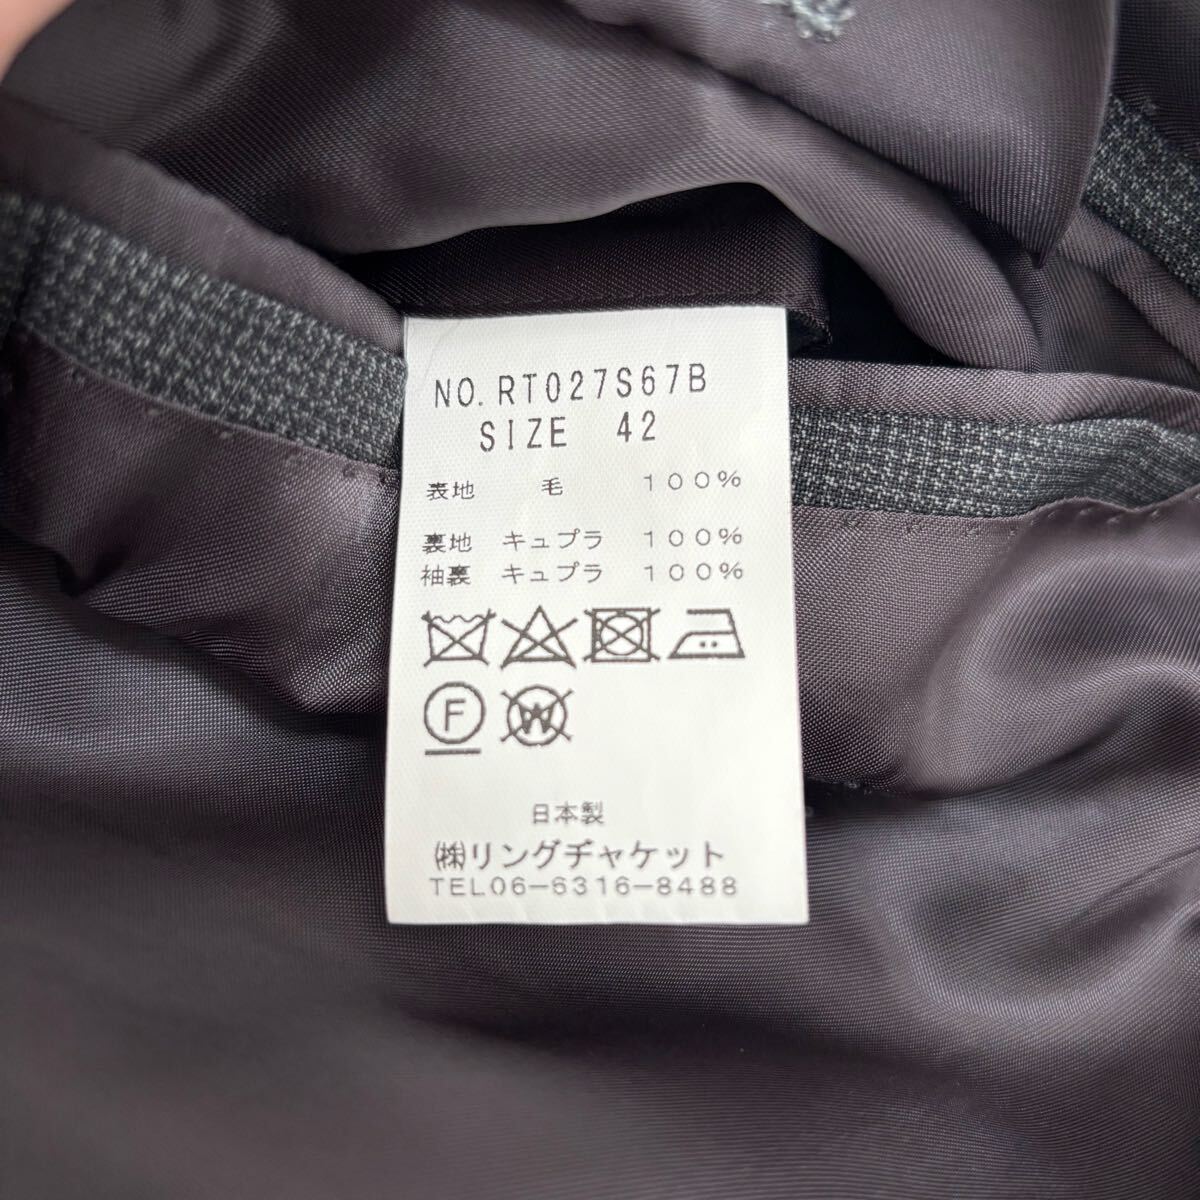 NO.RT027S67B
SIZE 42
表地 毛 100%
裏地 キュプラ 100%
袖裏 キュプラ 100%
F W
日本製
㈱リングヂャケット
TEL06-6316-8488